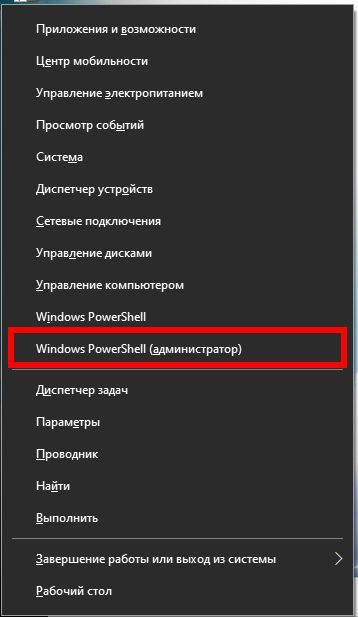 Приложения и возможности
Центр мобильности
Управление электропитанием
Просмотр событий
Система
Диспетчер устройств
Сетевые подключения
Управление дисками
Управление компьютером
Windows PowerShell
Windows PowerShell (администратор)
Диспетчер задач
Параметры
Проводник
Найти
Выполнить
Завершение работы или выход из системы
Рабочий стол